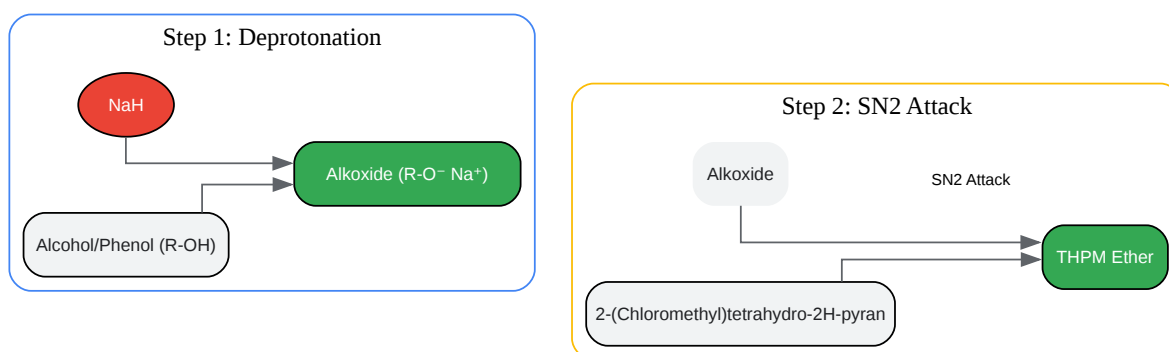 Step 1: Deprotonation
NaH
Alkoxide (R-O⁻ Na⁺)
Alcohol/Phenol (R-OH)
Step 2: SN2 Attack
Alkoxide
SN2 Attack
THPM Ether
2-(Chloromethyl)tetrahydro-2H-pyran